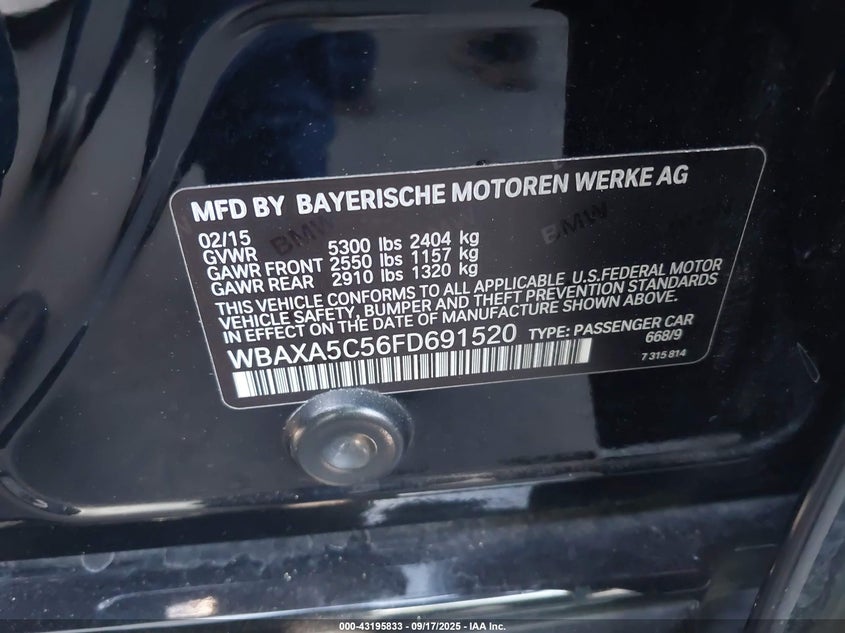 MFD BY BAYERISCHE MOTOREN WERKE AG
02/15
GVWR 5300 lbs 2404 kg
GAWR FRONT 2550 lbs 1157 kg
GAWR REAR 2910 lbs 1320 kg
THIS VEHICLE CONFORMS TO ALL APPLICABLE U.S.FEDERAL MOTOR
VEHICLE SAFETY, BUMPER AND THEFT PREVENTION STANDARDS
IN EFFECT ON THE DATE OF MANUFACTURE SHOWN ABOVE.
WBAXA5C56FD691520 TYPE: PASSENGER CAR
668/9
7 315 814
BMW BMW
000-43195833 - 09/17/2025 - IAA Inc.